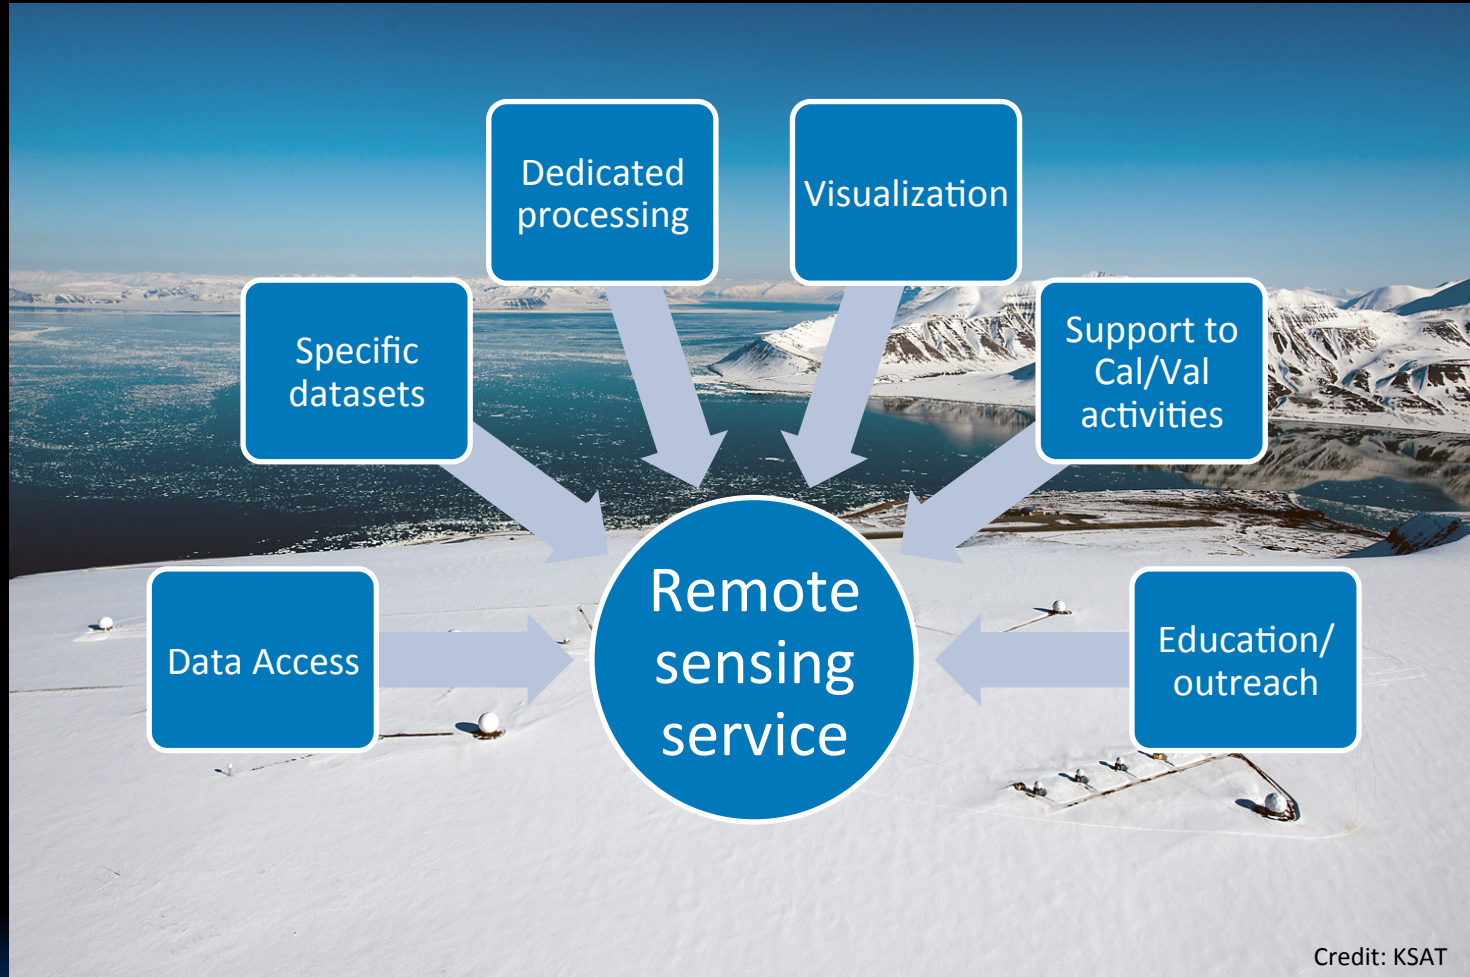 Dedicated
processing
Visualization
Specific
datasets
Support to
Cal/Val
activities
Data Access
Remote
sensing
service
Education/
outreach
Credit: KSAT